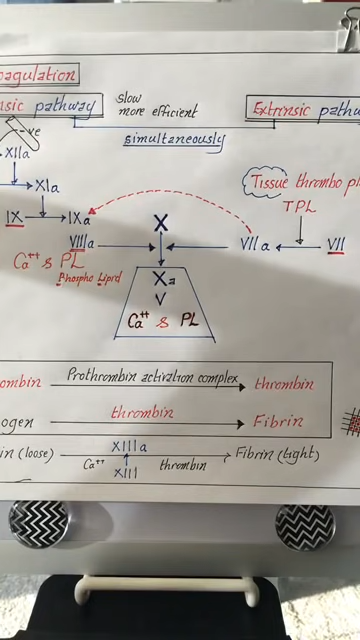 oagulation
nsic pathway
slow
more efficient
Extrinsic pathw
simultaneously
-ve
XIIa
XIa
Tissue thrombo pl
TPL
IX → IXa
X
VIIIa
VIIa ← VII
Ca++ & PL
Phospho Lipid
Xa
V
Ca++ & PL
ombin Prothrombin activation complex → thrombin
ogen thrombin → Fibrin
in (loose) XIIIa → Fibrin (tight)
Ca++ ↑ thrombin
XIII